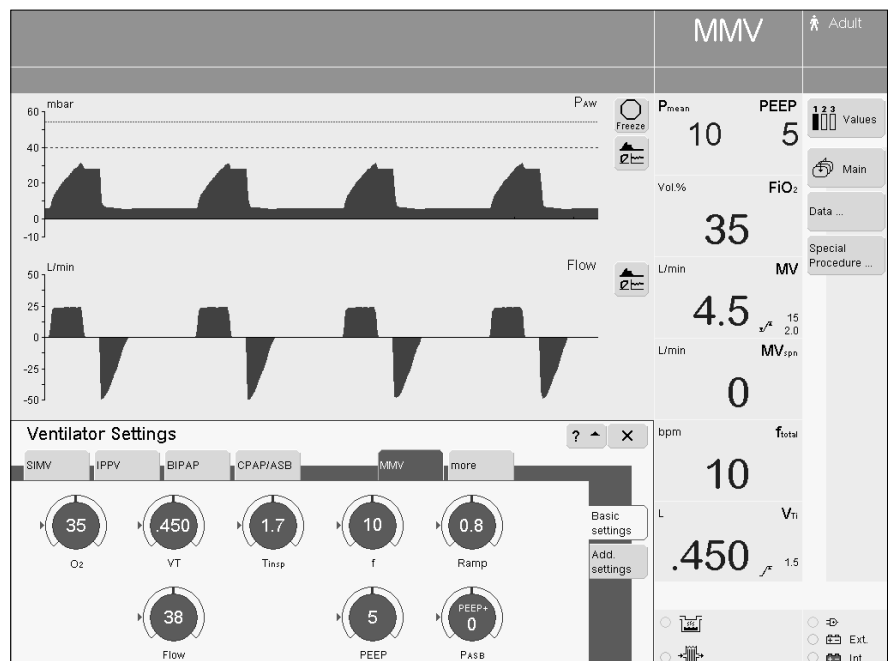 MMV
Adult
60 mbar PAW
40
20
0
-10
Freeze
L/min Flow
50
25
0
-25
-50
Pmean PEEP
10 5
Vol.% FiO2
35
L/min MV
4.5 15
2.0
L/min MVspn
0
bpm ftotal
10
L VTi
.450 1.5
1 2 3
Values
Main
Data ...
Special
Procedure ...
Ventilator Settings ? ×
SIMV IPPV BIPAP CPAP/ASB MMV more
35 .450 1.7 10 0.8
O2 VT Tinsp f Ramp
38 5 PEEP+
0
Flow PEEP PASB
Basic
settings
Add.
settings
Ext.
Int.